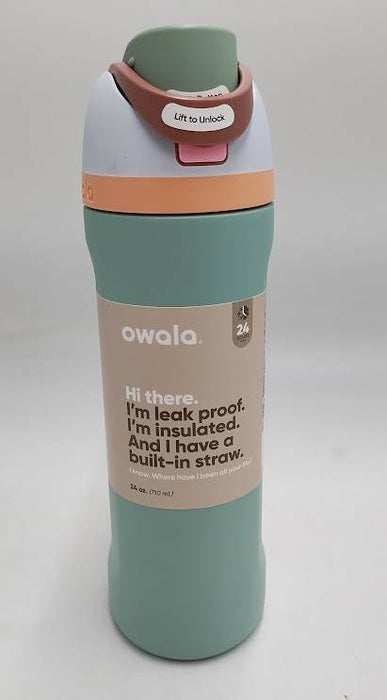 Lift to Unlock
owala
24
Hi there.
I'm leak proof.
I'm insulated.
And I have a
built-in straw.
I know. Where have I been all your life?
24 oz. (710 mL)